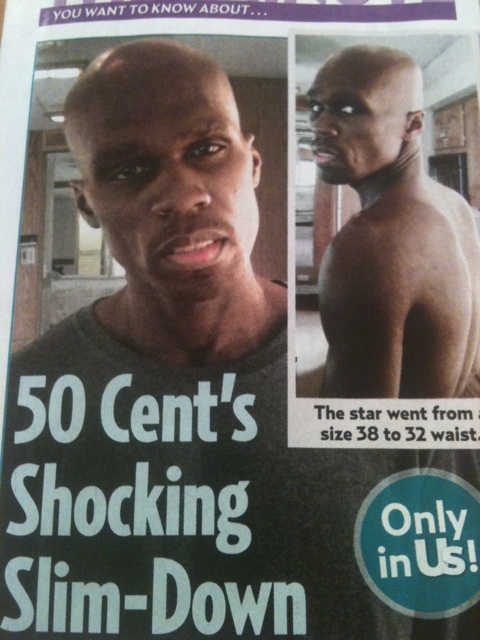 YOU WANT TO KNOW ABOUT...
50 Cent's
Shocking
Slim-Down
The star went from
size 38 to 32 waist.
Only
in Us!